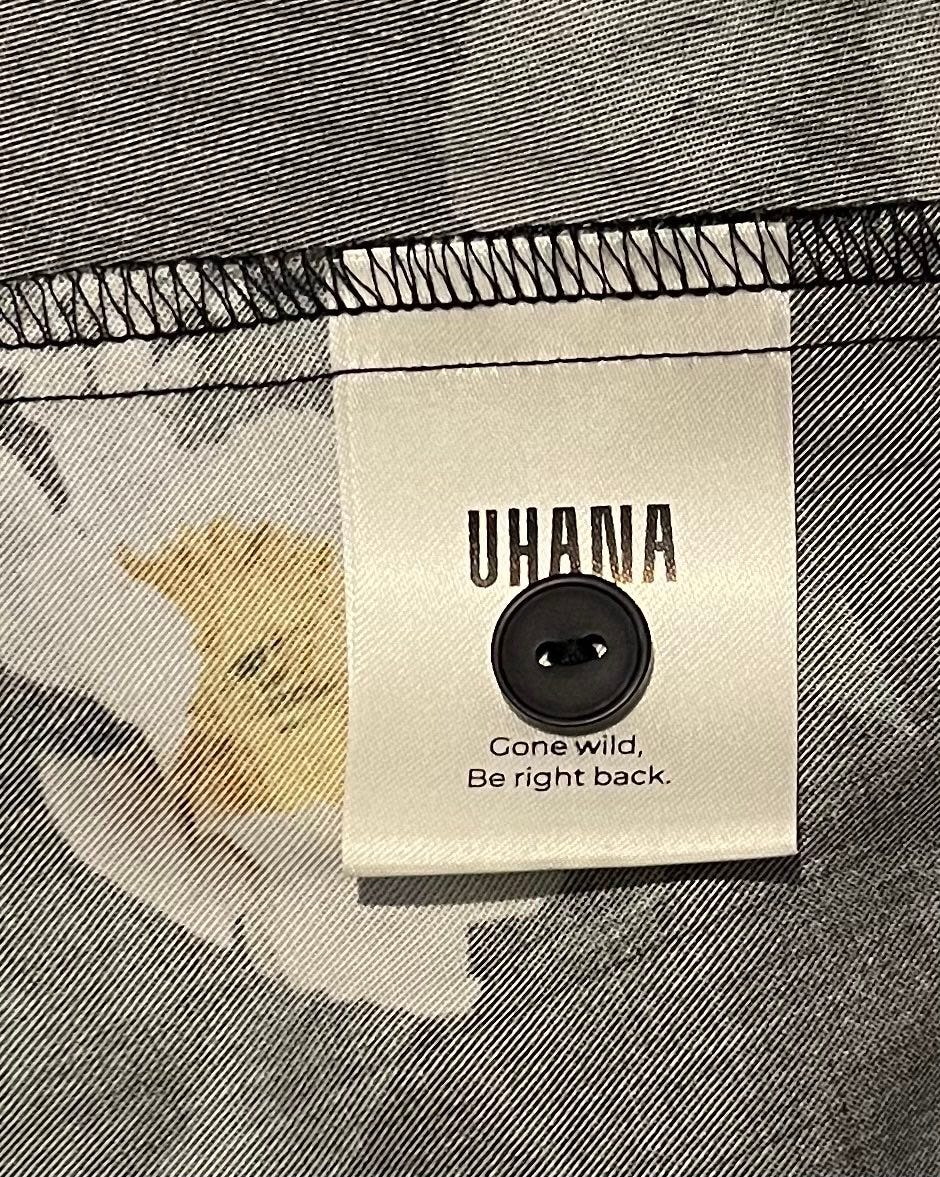 UHANA
Gone wild,
Be right back.